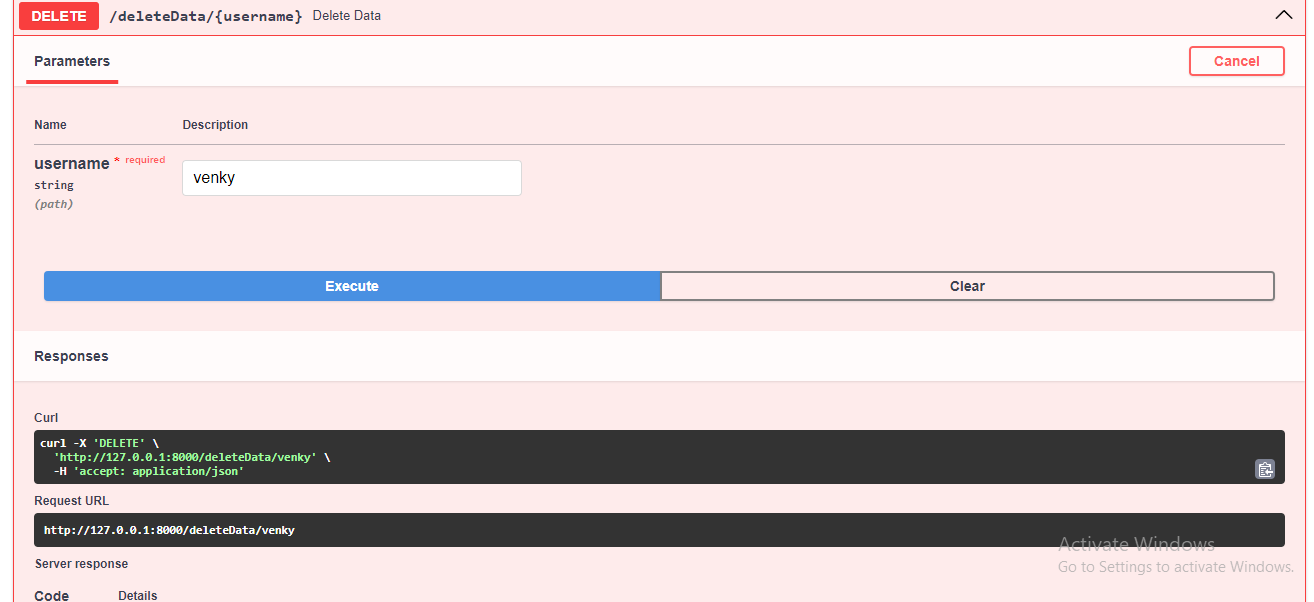 DELETE /deleteData/{username} Delete Data
Parameters
Cancel
Name Description
username * required
string
(path)
venky
Execute Clear
Responses
Curl
curl -X 'DELETE' \
'http://127.0.0.1:8000/deleteData/venky' \
-H 'accept: application/json'
Request URL
http://127.0.0.1:8000/deleteData/venky
Server response
Code Details
Activate Windows
Go to Settings to activate Windows.